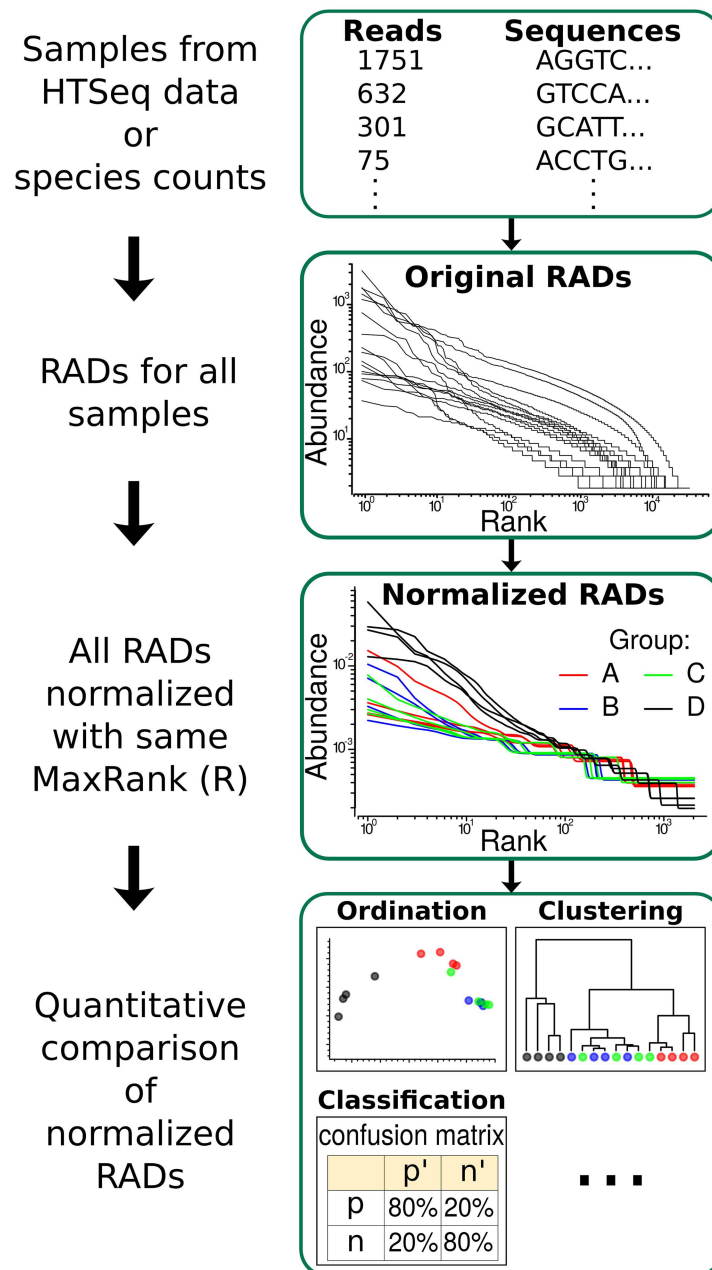 Samples from
HTSeq data
or
species counts
Reads Sequences
1751 AGGTC...
632 GTCCA...
301 GCATT...
75 ACCTG...
RADs for all
samples
Original RADs
Abundance
10³
10²
10¹
10⁰ 10¹ 10² 10³ 10⁴
Rank
All RADs
normalized
with same
MaxRank (R)
Normalized RADs
Group:
A C
B D
Abundance
10⁻²
10⁻³
10⁰ 10¹ 10² 10³
Rank
Quantitative
comparison
of
normalized
RADs
Ordination Clustering
Classification
confusion matrix
p' n'
p 80% 20%
n 20% 80%
...